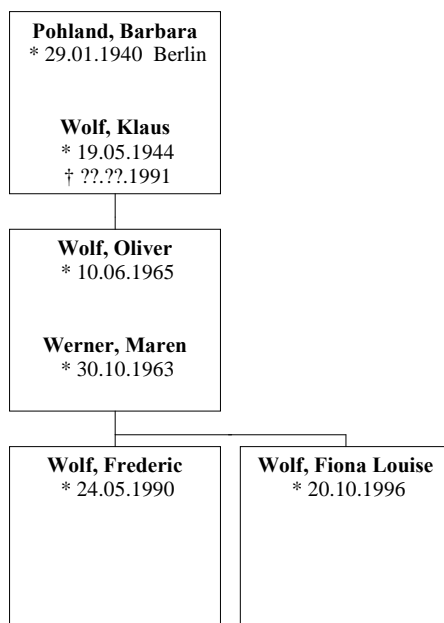 Pohland, Barbara
* 29.01.1940 Berlin
Wolf, Klaus
* 19.05.1944
† ??.??.1991
Wolf, Oliver
* 10.06.1965
Werner, Maren
* 30.10.1963
Wolf, Frederic
* 24.05.1990
Wolf, Fiona Louise
* 20.10.1996